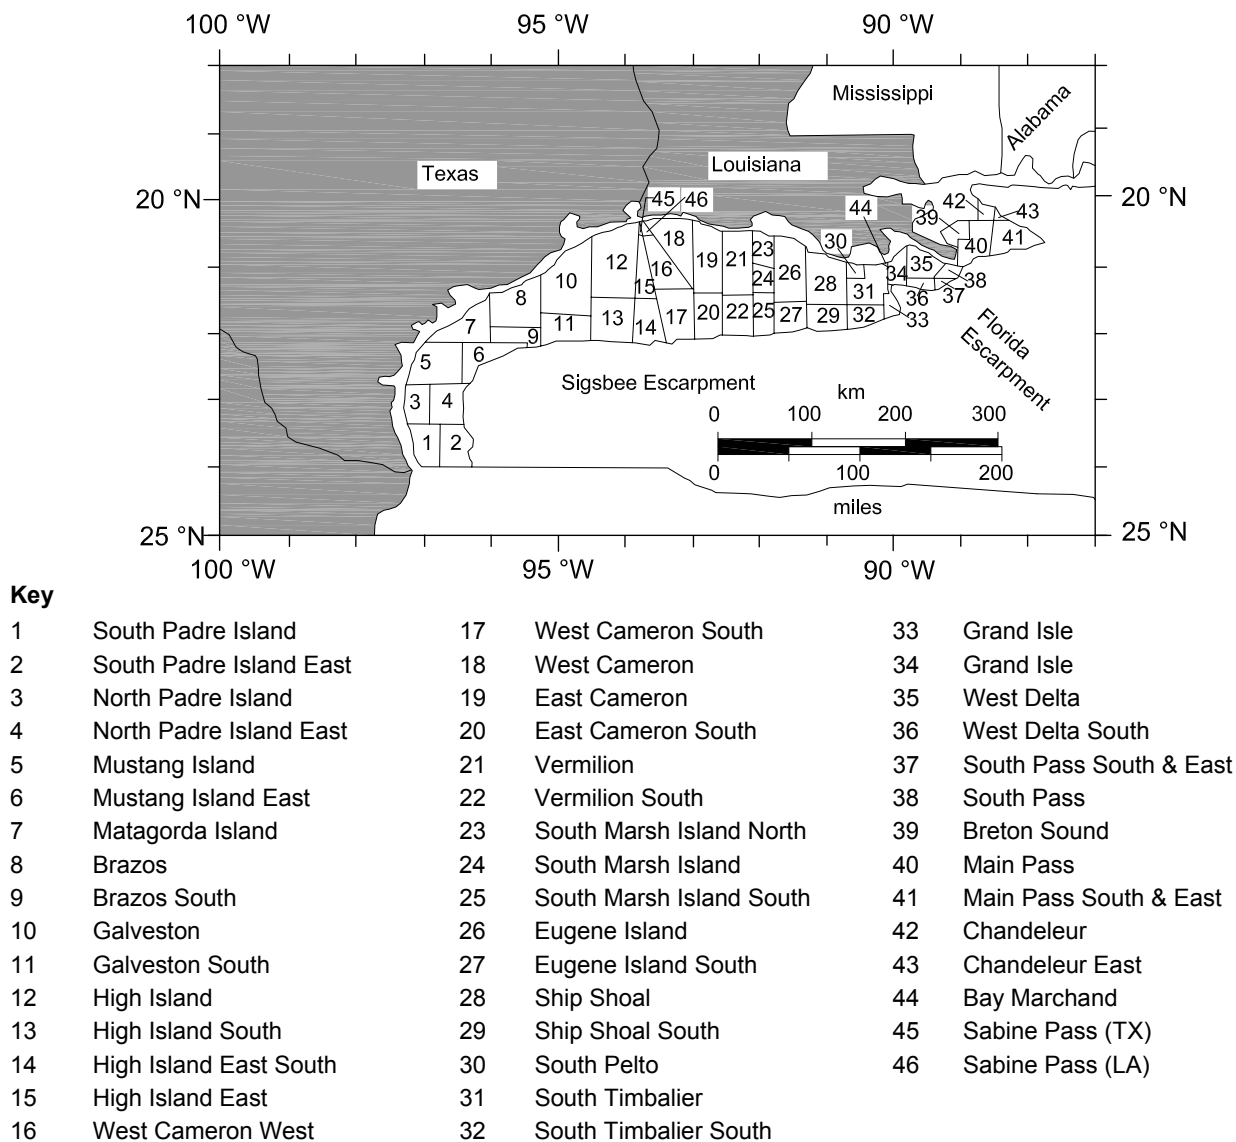 100 °W 95 °W 90 °W
Mississippi
Alabama
Texas
Louisiana
20 °N
20 °N
45 46
44
42
43
39
30
40
41
18
12
16
19
21
23
26
24
28
34
35
38
10
15
31
36
37
8
7
11
13
14
17
20
22
25
27
29
32
33
9
5
6
3
4
1
2
Florida
Escarpment
Sigsbee Escarpment
km
0 100 200 300
0 100 200
miles
25 °N
25 °N
100 °W 95 °W 90 °W
Key
1 South Padre Island
2 South Padre Island East
3 North Padre Island
4 North Padre Island East
5 Mustang Island
6 Mustang Island East
7 Matagorda Island
8 Brazos
9 Brazos South
10 Galveston
11 Galveston South
12 High Island
13 High Island South
14 High Island East South
15 High Island East
16 West Cameron West
17 West Cameron South
18 West Cameron
19 East Cameron
20 East Cameron South
21 Vermilion
22 Vermilion South
23 South Marsh Island North
24 South Marsh Island
25 South Marsh Island South
26 Eugene Island
27 Eugene Island South
28 Ship Shoal
29 Ship Shoal South
30 South Pelto
31 South Timbalier
32 South Timbalier South
33 Grand Isle
34 Grand Isle
35 West Delta
36 West Delta South
37 South Pass South & East
38 South Pass
39 Breton Sound
40 Main Pass
41 Main Pass South & East
42 Chandeleur
43 Chandeleur East
44 Bay Marchand
45 Sabine Pass (TX)
46 Sabine Pass (LA)